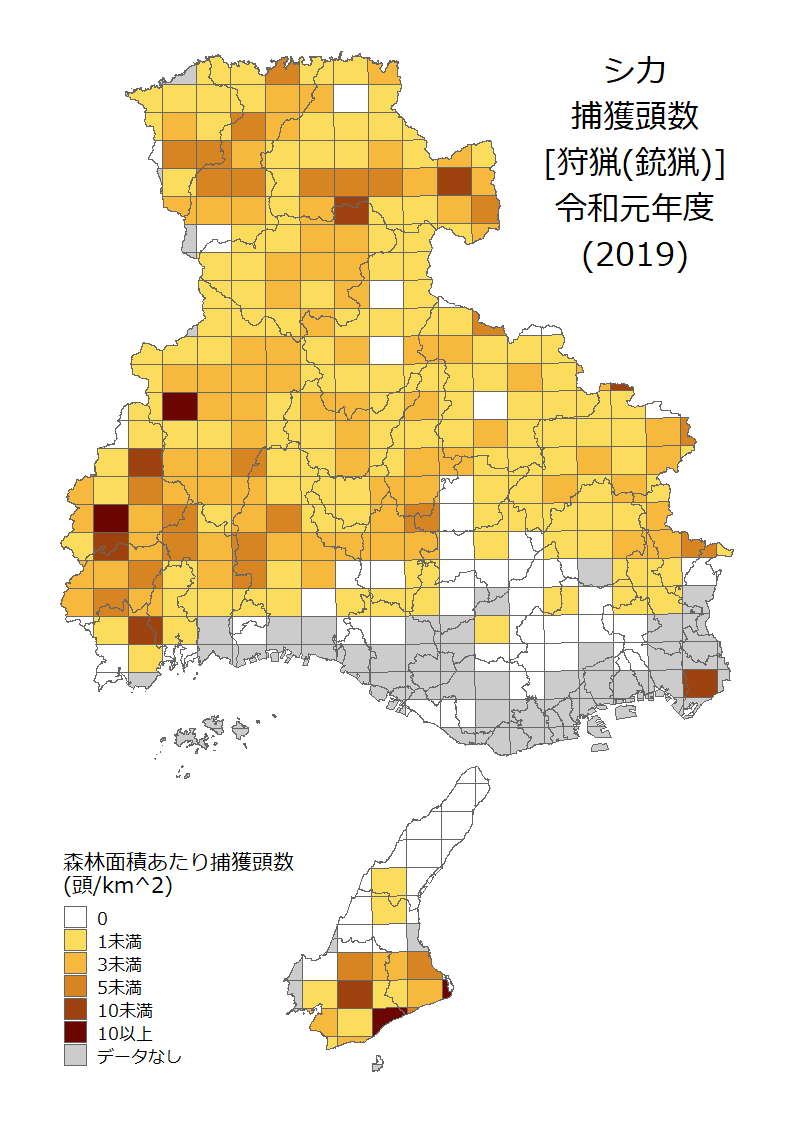 シカ
捕獲頭数
[狩猟(銃猟)]
令和元年度
(2019)
森林面積あたり捕獲頭数
(頭/km^2)
0
1未満
3未満
5未満
10未満
10以上
データなし